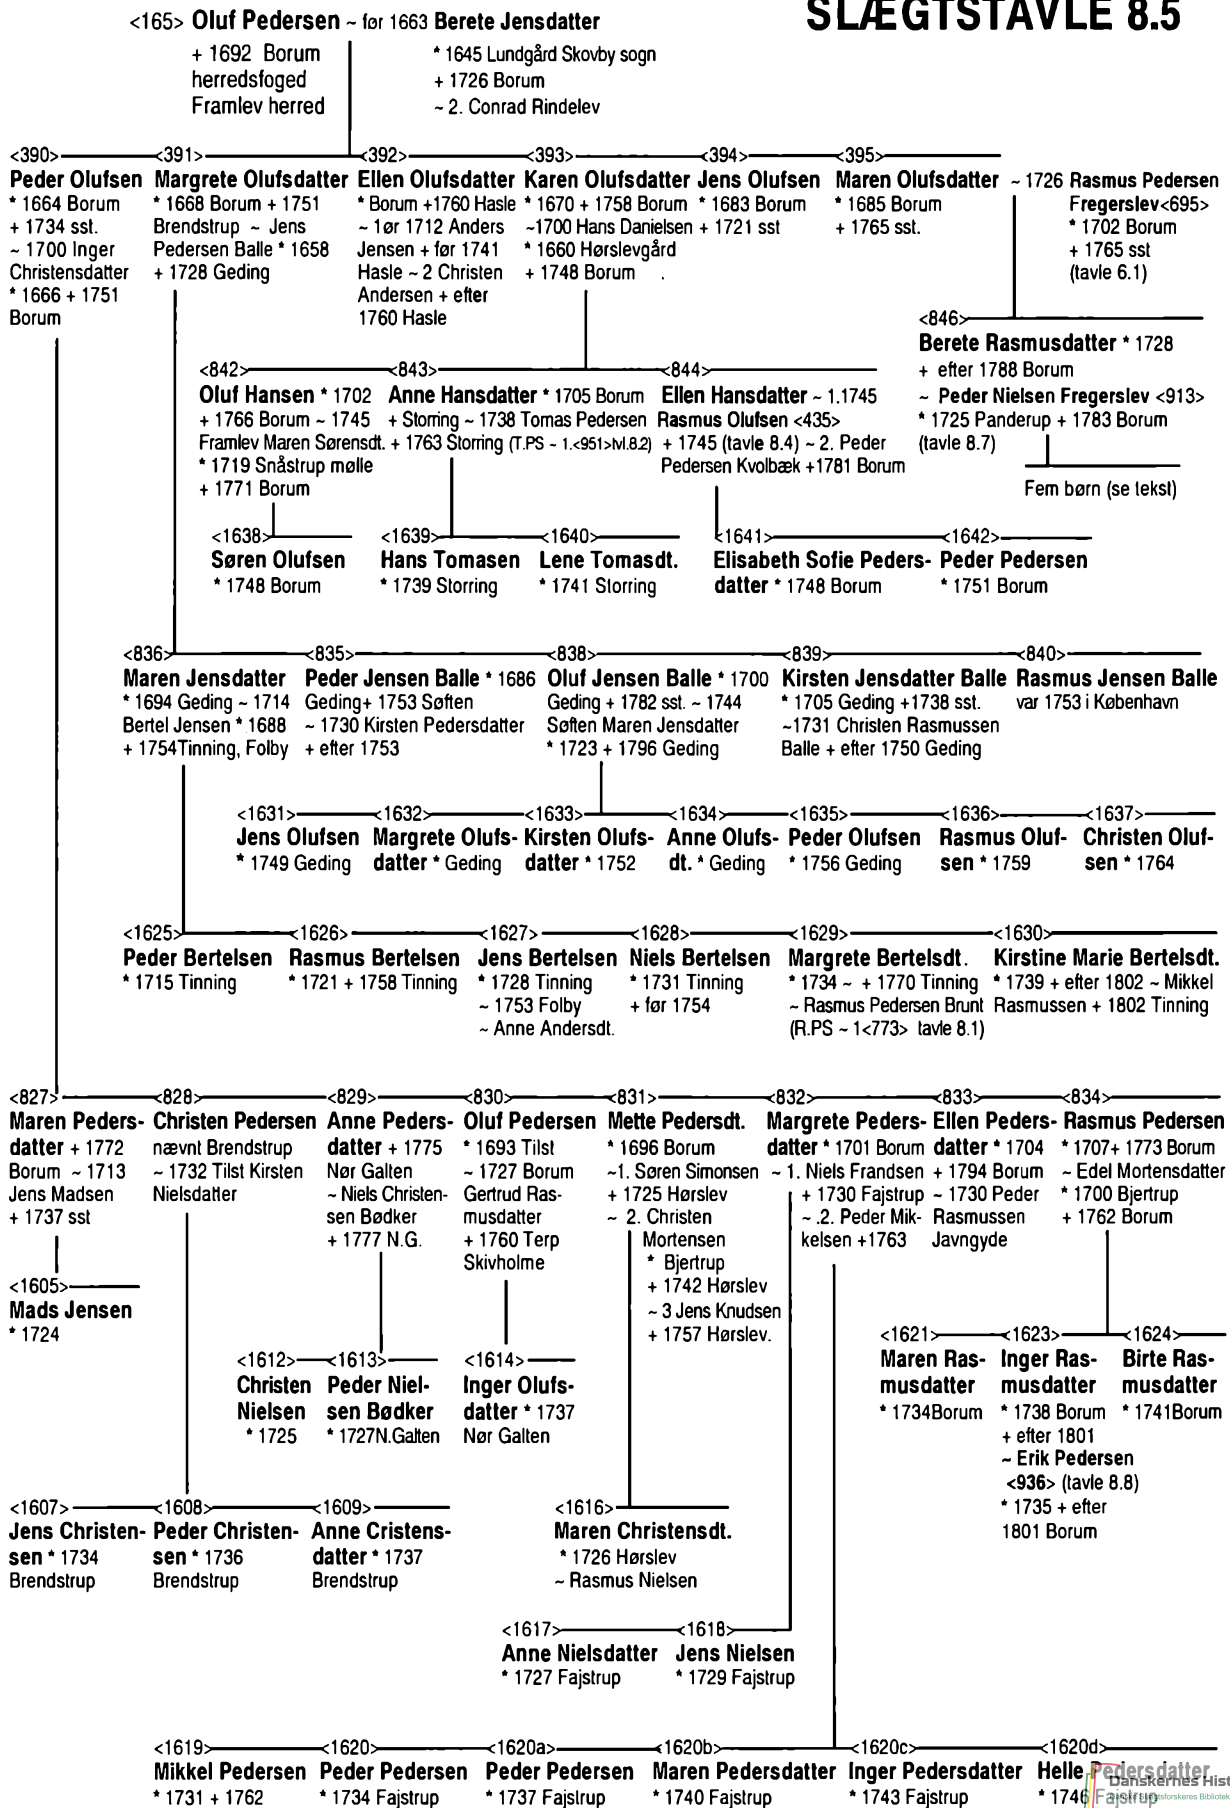 SLÆGTSTAVLE 8.5
<165> Oluf Pedersen ~ før 1663 Berete Jensdatter
+ 1692 Borum
herredsfoged
Framlev herred
* 1645 Lundgård Skovby sogn
+ 1726 Borum
~ 2. Conrad Rindelev
<390>
Peder Olufsen
* 1664 Borum
+ 1734 sst.
~ 1700 Inger
Christensdatter
* 1666 + 1751
Borum
<391>
Margrete Olufsdatter
* 1668 Borum + 1751
Brendstrup ~ Jens
Pedersen Balle * 1658
+ 1728 Geding
<392>
Ellen Olufsdatter
* Borum +1760 Hasle
~ 1ør 1712 Anders
Jensen + før 1741
Hasle ~ 2 Christen
Andersen + efter
1760 Hasle
<393>
Karen Olufsdatter
* 1670 + 1758 Borum
~1700 Hans Danielsen
* 1660 Hørslevgård
+ 1748 Borum
<394>
Jens Olufsen
* 1683 Borum
+ 1721 sst
<395>
Maren Olufsdatter
* 1685 Borum
+ 1765 sst.
~ 1726 Rasmus Pedersen
Fregerslev<695>
* 1702 Borum
+ 1765 sst
(tavle 6.1)
<846>
Berete Rasmusdatter * 1728
+ efter 1788 Borum
~ Peder Nielsen Fregerslev <913>
* 1725 Panderup + 1783 Borum
(tavle 8.7)
Fem børn (se tekst)
<842>
Oluf Hansen * 1702
+ 1766 Borum ~ 1745
Framlev Maren Sørensdt.
* 1719 Snåstrup mølle
+ 1771 Borum
<843>
Anne Hansdatter * 1705 Borum
+ Storring ~ 1738 Tomas Pedersen
+ 1763 Storring (T.PS ~ 1.<951>tvl.8.2)
<844>
Ellen Hansdatter ~ 1.1745
Rasmus Olufsen <435>
+ 1745 (tavle 8.4) ~ 2. Peder
Pedersen Kvolbæk +1781 Borum
<1638>
Søren Olufsen
* 1748 Borum
<1639>
Hans Tomasen
* 1739 Storring
<1640>
Lene Tomasdt.
* 1741 Storring
<1641>
Elisabeth Sofie Peders-
datter * 1748 Borum
<1642>
Peder Pedersen
* 1751 Borum
<836>
Maren Jensdatter
* 1694 Geding ~ 1714
Bertel Jensen * 1688
+ 1754Tinning, Folby
<835>
Peder Jensen Balle * 1686
Geding+ 1753 Søften
~ 1730 Kirsten Pedersdatter
+ efter 1753
<838>
Oluf Jensen Balle * 1700
Geding + 1782 sst. ~ 1744
Søften Maren Jensdatter
* 1723 + 1796 Geding
<839>
Kirsten Jensdatter Balle
* 1705 Geding +1738 sst.
~1731 Christen Rasmussen
Balle + efter 1750 Geding
<840>
Rasmus Jensen Balle
var 1753 i København
<1631>
Jens Olufsen
* 1749 Geding
<1632>
Margrete Olufs-
datter * Geding
<1633>
Kirsten Olufs-
datter * 1752
<1634>
Anne Olufs-
dt. * Geding
<1635>
Peder Olufsen
* 1756 Geding
<1636>
Rasmus Oluf-
sen * 1759
<1637>
Christen Oluf-
sen * 1764
<1625>
Peder Bertelsen
* 1715 Tinning
<1626>
Rasmus Bertelsen
* 1721 + 1758 Tinning
<1627>
Jens Bertelsen
* 1728 Tinning
~ 1753 Folby
~ Anne Andersdt.
<1628>
Niels Bertelsen
* 1731 Tinning
+ før 1754
<1629>
Margrete Bertelsdt.
* 1734 ~ + 1770 Tinning
~ Rasmus Pedersen Brunt
(R.PS ~ 1<773> tavle 8.1)
<1630>
Kirstine Marie Bertelsdt.
* 1739 + efter 1802 ~ Mikkel
Rasmussen + 1802 Tinning
<827>
Maren Peders-
datter + 1772
Borum ~ 1713
Jens Madsen
+ 1737 sst
<828>
Christen Pedersen
nævnt Brendstrup
~ 1732 Tilst Kirsten
Nielsdatter
<829>
Anne Peders-
datter + 1775
Nør Galten
~ Niels Christen-
sen Bødker
+ 1777 N.G.
<830>
Oluf Pedersen
* 1693 Tilst
~ 1727 Borum
Gertrud Ras-
musdatter
+ 1760 Terp
Skivholme
<831>
Mette Pedersdt.
* 1696 Borum
~1. Søren Simonsen
+ 1725 Hørslev
~ 2. Christen
Mortensen
* Bjertrup
+ 1742 Hørslev
~ 3 Jens Knudsen
+ 1757 Hørslev.
<832>
Margrete Peders-
datter * 1701 Borum
~ 1. Niels Frandsen
+ 1730 Fajstrup
~ .2. Peder Mik-
kelsen +1763
<833>
Ellen Peders-
datter * 1704
+ 1794 Borum
~ 1730 Peder
Rasmussen
Javngyde
<834>
Rasmus Pedersen
* 1707+ 1773 Borum
~ Edel Mortensdatter
* 1700 Bjertrup
+ 1762 Borum
<1605>
Mads Jensen
* 1724
<1612>
Christen
Nielsen
* 1725
<1613>
Peder Niel-
sen Bødker
* 1727N.Galten
<1614>
Inger Olufs-
datter * 1737
Nør Galten
<1621>
Maren Ras-
musdatter
* 1734Borum
<1623>
Inger Ras-
musdatter
* 1738 Borum
+ efter 1801
~ Erik Pedersen
<936> (tavle 8.8)
* 1735 + efter
1801 Borum
<1624>
Birte Ras-
musdatter
* 1741Borum
<1607>
Jens Christen-
sen * 1734
Brendstrup
<1608>
Peder Christen-
sen * 1736
Brendstrup
<1609>
Anne Cristens-
datter * 1737
Brendstrup
<1616>
Maren Christensdt.
* 1726 Hørslev
~ Rasmus Nielsen
<1617>
Anne Nielsdatter
* 1727 Fajstrup
<1618>
Jens Nielsen
* 1729 Fajstrup
<1619>
Mikkel Pedersen
* 1731 + 1762
<1620>
Peder Pedersen
* 1734 Fajstrup
<1620a>
Peder Pedersen
* 1737 Fajstrup
<1620b>
Maren Pedersdatter
* 1740 Fajstrup
<1620c>
Inger Pedersdatter
* 1743 Fajstrup
<1620d>
Helle Pedersdatter
* 1746 Fajstrup
Danskernes Hist
Danske Slægtsforskeres Bibliotek